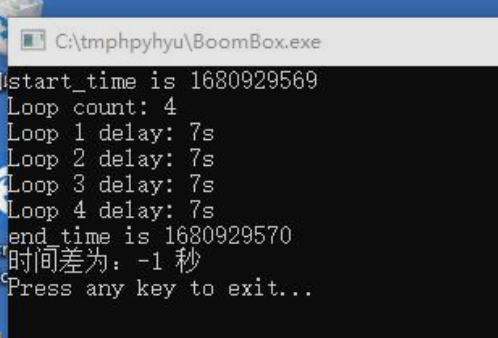 C:\tmphpyhyu\BoomBox.exe
start_time is 1680929569
Loop count: 4
Loop 1 delay: 7s
Loop 2 delay: 7s
Loop 3 delay: 7s
Loop 4 delay: 7s
end_time is 1680929570
时间差为: -1 秒
Press any key to exit...